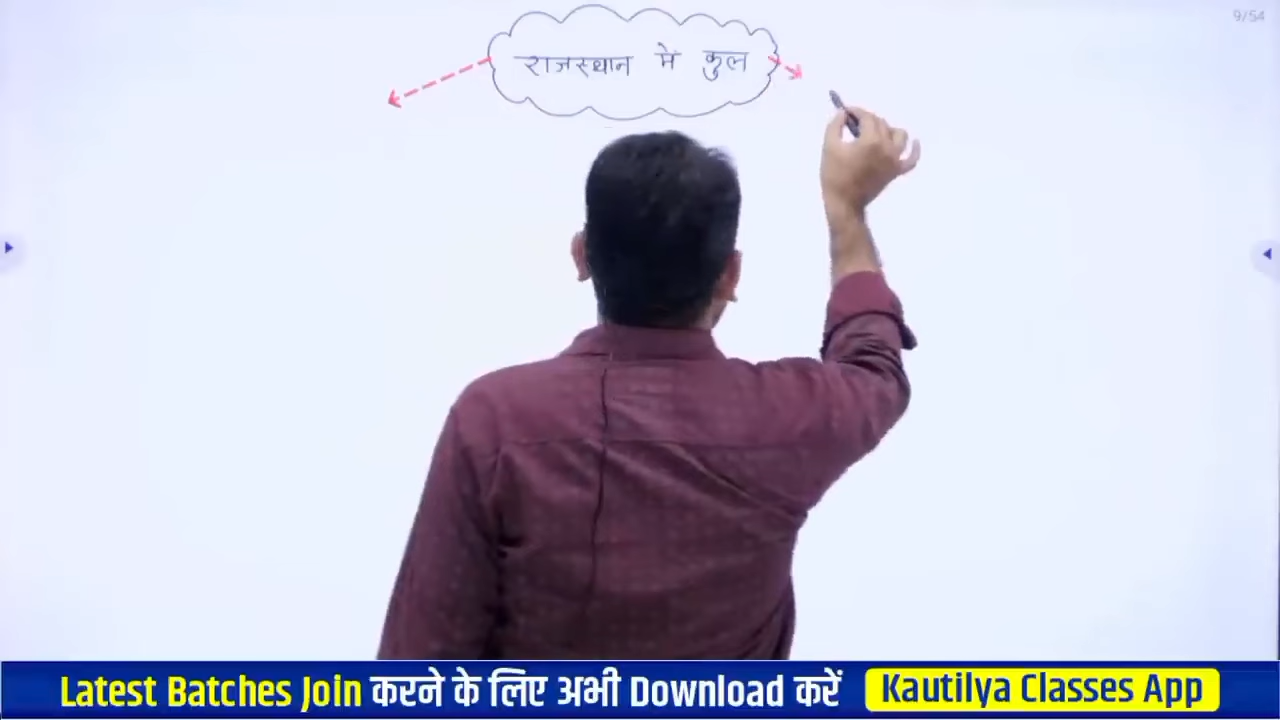 9/54
राजस्थान में कुल
Latest Batches Join करने के लिए अभी Download करें Kautilya Classes App